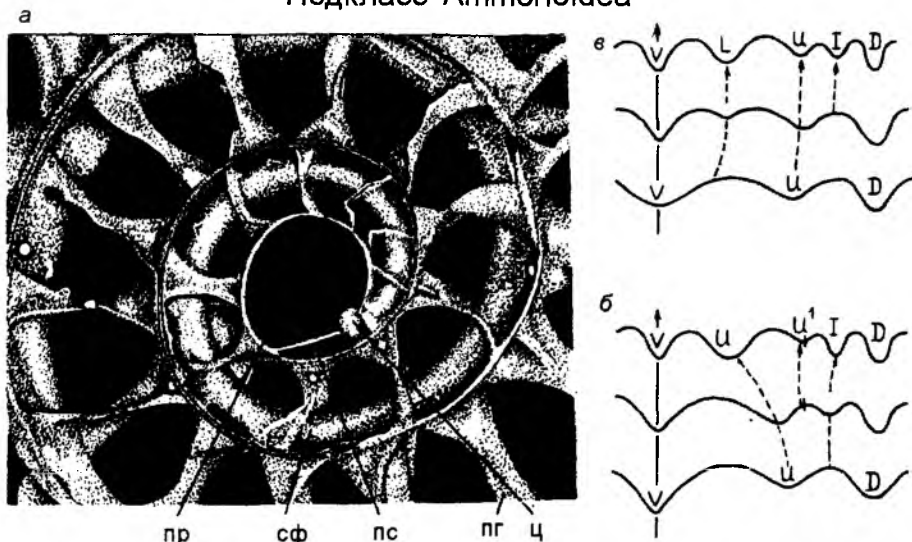 Подкласс Ammonoidea
а
в
V L U I D
V U D
б
V U U¹ I D
V U D
пр сф пс пг ц